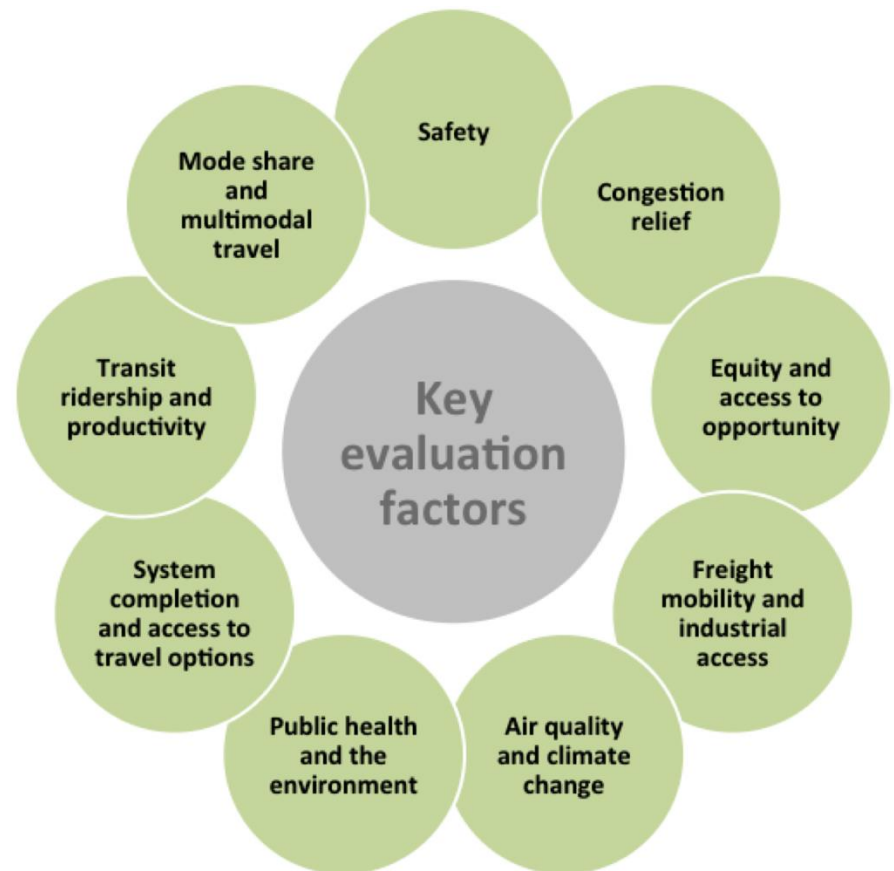 Safety
Congestion
relief
Equity and
access to
opportunity
Freight
mobility and
industrial
access
Air quality
and climate
change
Public health
and the
environment
System
completion
and access to
travel options
Transit
ridership and
productivity
Mode share
and
multimodal
travel
Key
evaluation
factors